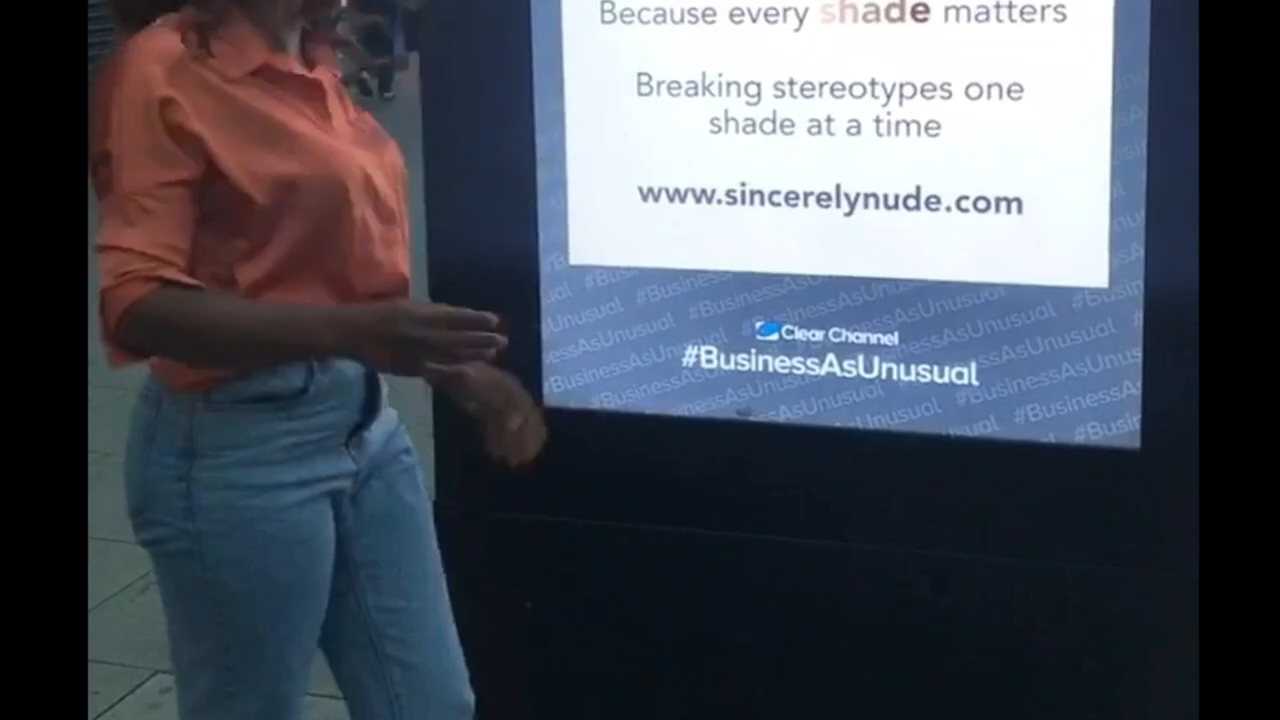 Because every shade matters
Breaking stereotypes one
shade at a time
www.sincerelynude.com
Clear Channel
#BusinessAsUnusual